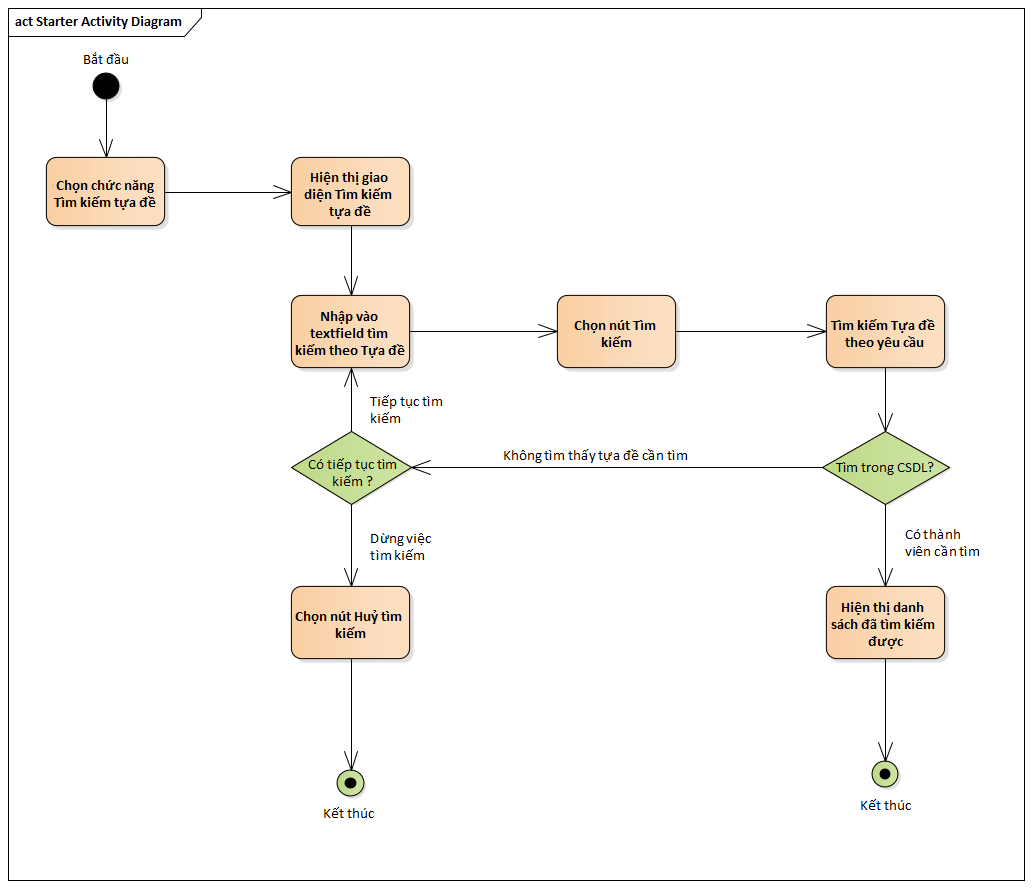 act Starter Activity Diagram
Bắt đầu
Chọn chức năng
Tìm kiếm tựa đề
Hiện thị giao
diện Tìm kiếm
tựa đề
Nhập vào
textfield tìm
kiếm theo Tựa đề
Chọn nút Tìm
kiếm
Tìm kiếm Tựa đề
theo yêu cầu
Tiếp tục tìm
kiếm
Có tiếp tục tìm
kiếm ?
Không tìm thấy tựa đề cần tìm
Tìm trong CSDL?
Dừng việc
tìm kiếm
Có thành
viên cần tìm
Chọn nút Huỷ tìm
kiếm
Hiện thị danh
sách đã tìm kiếm
được
Kết thúc
Kết thúc